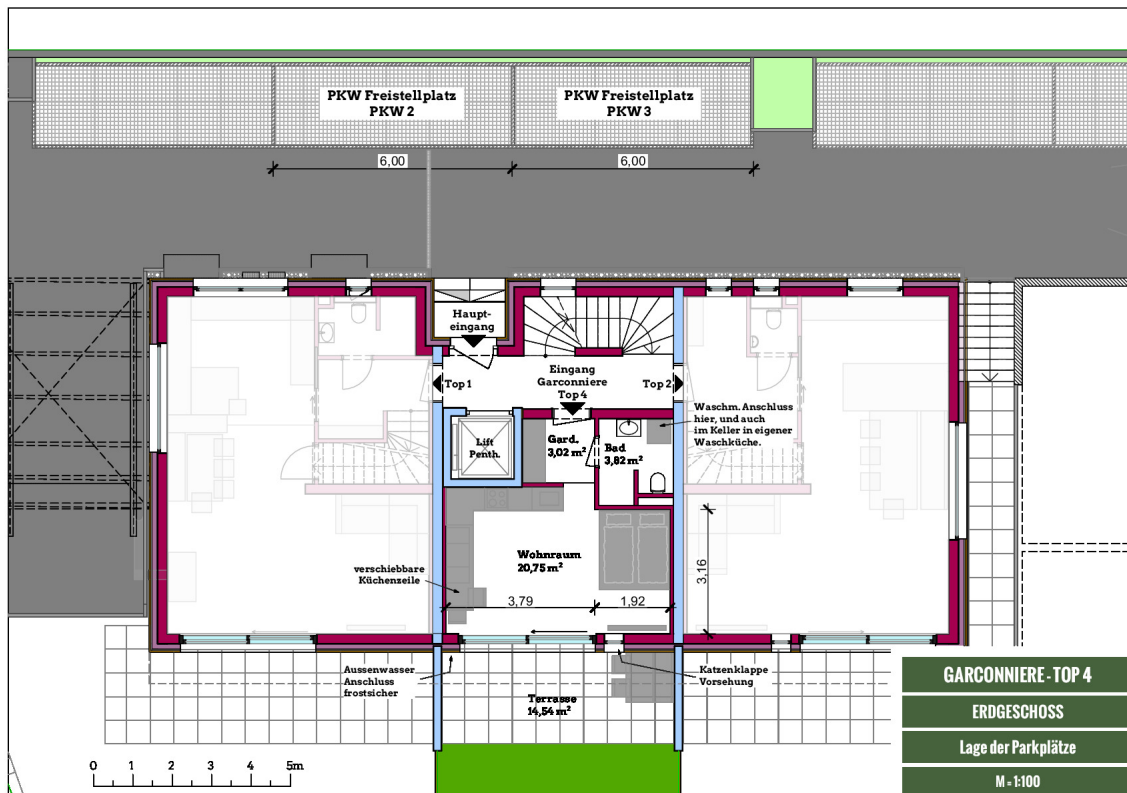 PKW Freistellplatz
PKW 2
PKW Freistellplatz
PKW 3
6,00
6,00
Haupt-
eingang
Top 1
Eingang
Garconniere
Top 4
Top 2
Lift
Penth.
Gard.
3,02 m²
Bad
3,82 m²
Waschm. Anschluss
hier, und auch
im Keller in eigener
Waschküche.
Wohnraum
20,75 m²
verschiebbare
Küchenzeile
3,79
1,92
3,16
Aussenwasser
Anschluss
frostsicher
Katzenklappe
Vorsehung
Terrasse
14,54 m²
0 1 2 3 4 5m
GARCONNIERE - TOP 4
ERDGESCHOSS
Lage der Parkplätze
M = 1:100